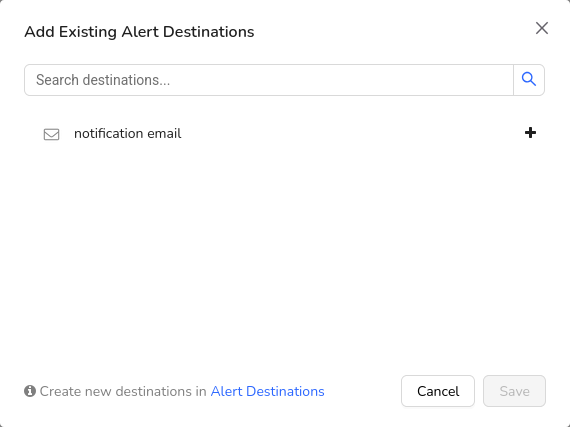 Add Existing Alert Destinations
Search destinations...
notification email
Create new destinations in Alert Destinations
Cancel
Save